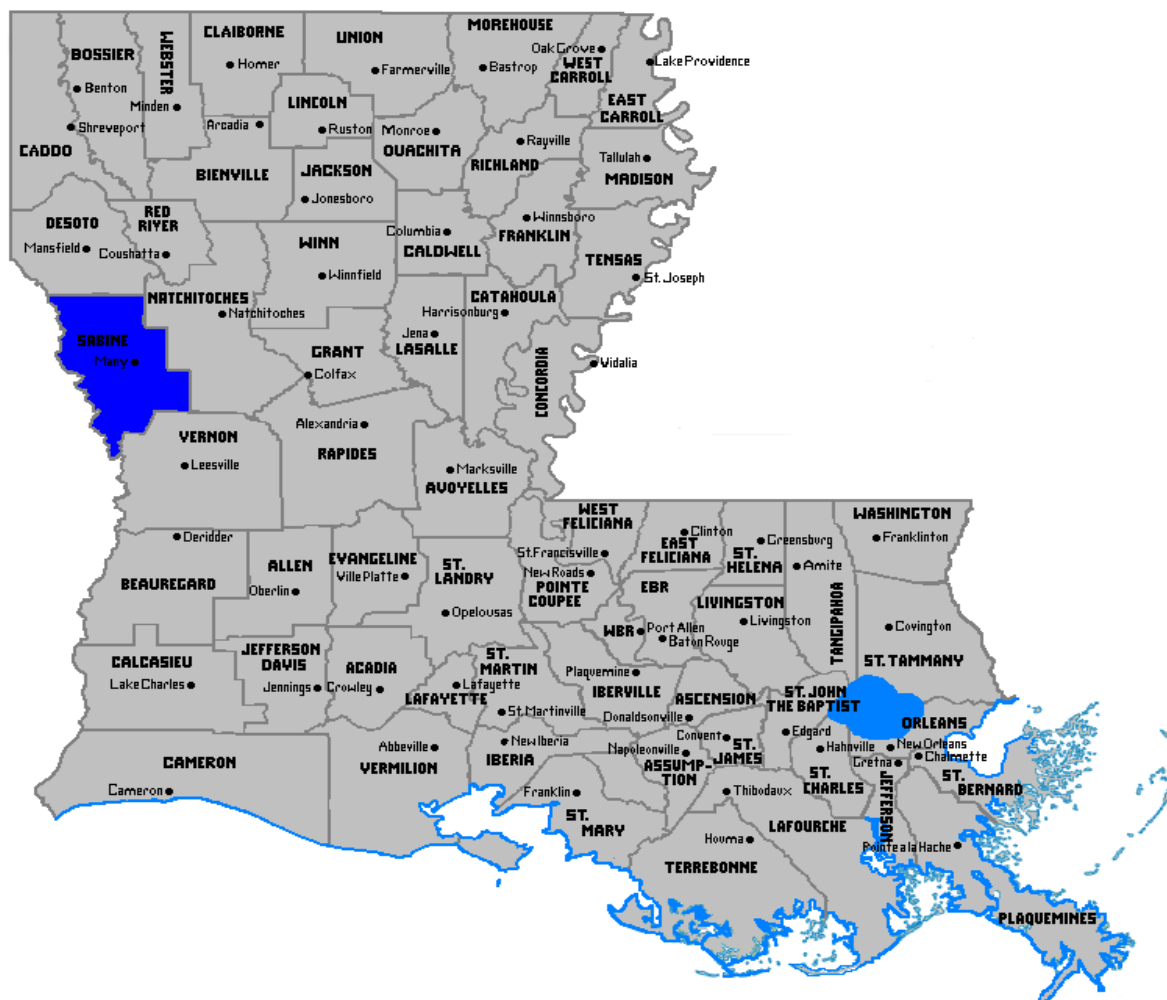 MOREHOUSE
CLAIBORNE
UNION
WEBSTER
BOSSIER
Oak Grove
WEST
CARROLL
Lake Providence
Homer
Farmerville
Bastrop
Benton
Minden
LINCOLN
EAST
CARROLL
Shreveport
Arcadia
Ruston
Monroe
OUACHITA
Rayville
CADDO
RICHLAND
Tallulah
MADISON
BIENVILLE
JACKSON
Jonesboro
DESOTO
RED
RIVER
Winnsboro
FRANKLIN
Columbia
CALDWELL
Mansfield
Coushatta
WINN
Winnfield
TENSAS
St. Joseph
NATCHITOCHES
Natchitoches
CATAHOULA
Harrisonburg
SABINE
Many
GRANT
Colfax
Jena
LASALLE
CONCORDIA
Vidalia
VERNON
Leesville
Alexandria
RAPIDES
Marksville
AVOYELLES
WEST
FELICIANA
WASHINGTON
Franklinton
Deridder
BEAUREGARD
ALLEN
Oberlin
EVANGELINE
Ville Platte
ST.
LANDRY
Opelousas
St. Francisville
New Roads
POINTE
COUPEE
Clinton
EAST
FELICIANA
Greensburg
ST.
HELENA
Amite
EBR
LIVINGSTON
Livingston
TANGIPAHOA
Covington
ST. TAMMANY
WBR
Port Allen
Baton Rouge
CALCASIEU
Lake Charles
JEFFERSON
DAVIS
Jennings
ACADIA
Crowley
LAFAYETTE
Lafayette
ST.
MARTIN
St. Martinville
Plaquemine
IBERVILLE
ASCENSION
Donaldsonville
ST. JOHN
THE BAPTIST
Edgard
ORLEANS
New Orleans
CAMERON
Cameron
Abbeville
VERMILION
New Iberia
IBERIA
Napoleonville
ASSUMP-
TION
Convent
ST.
JAMES
Hahnville
ST.
CHARLES
Gretna
Chalmette
ST.
BERNARD
JEFFERSON
Franklin
ST.
MARY
Thibodaux
LAFOURCHE
Houma
TERREBONNE
Pointe a la Hache
PLAQUEMINES